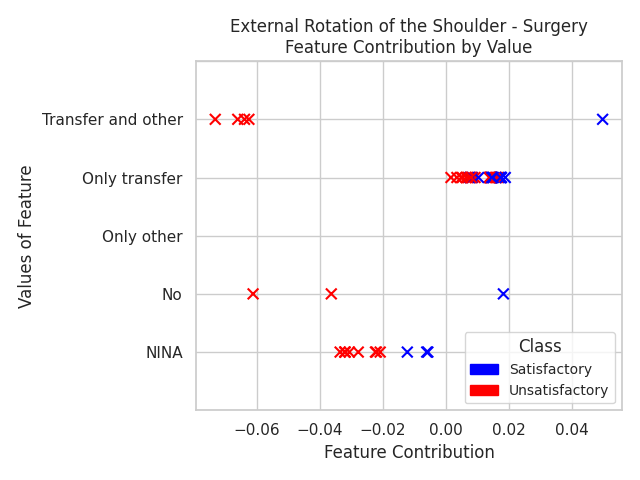 External Rotation of the Shoulder - Surgery
Feature Contribution by Value
Values of Feature
Transfer and other
Only transfer
Only other
No
NINA
Class
Satisfactory
Unsatisfactory
−0.06 −0.04 −0.02 0.00 0.02 0.04
Feature Contribution